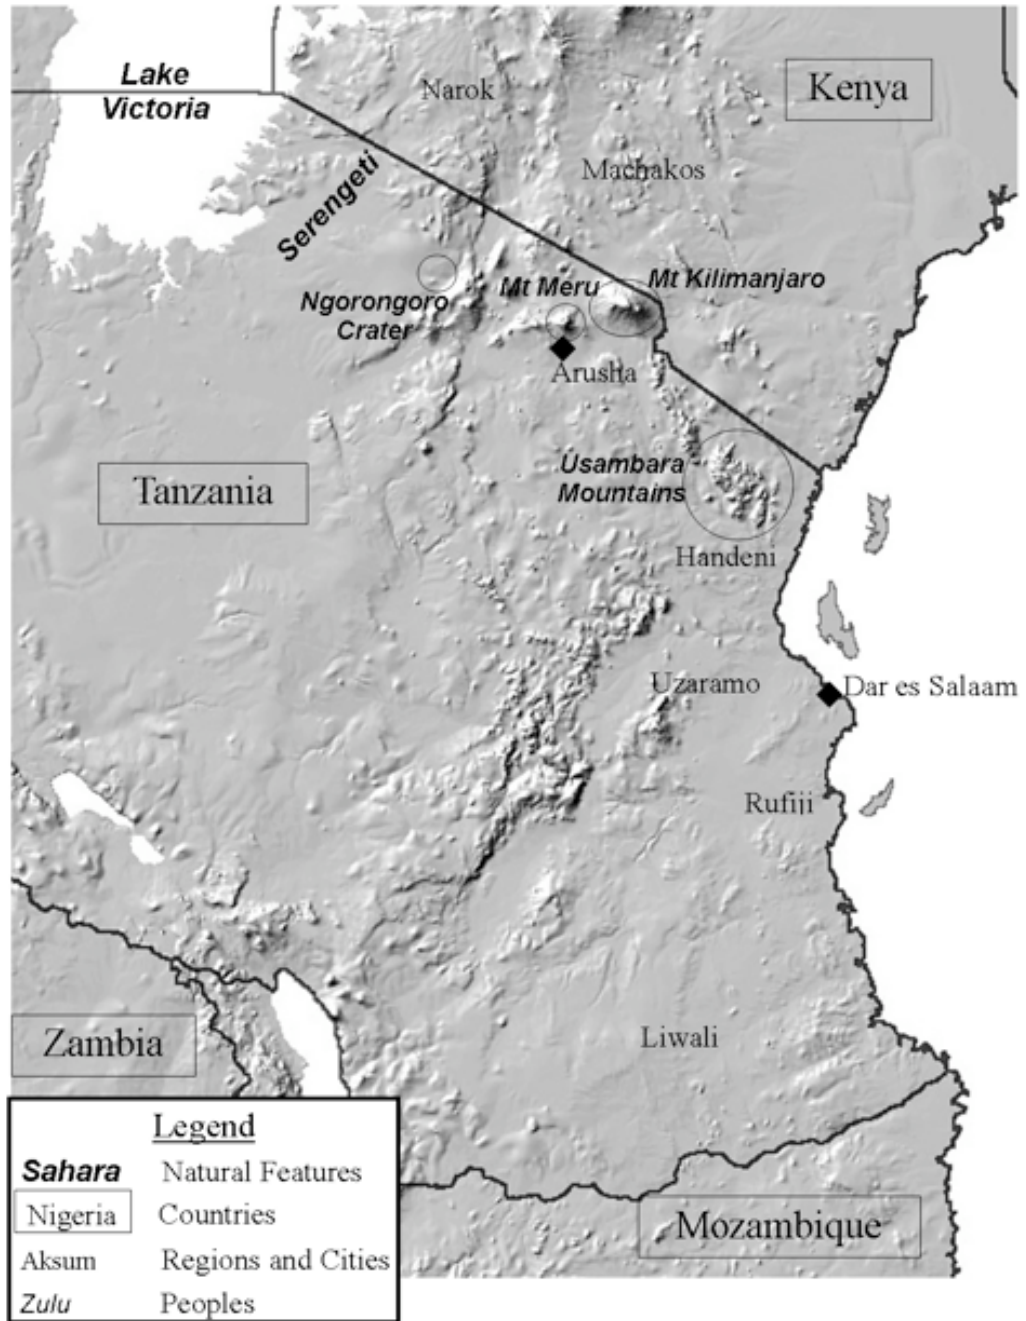 Lake
Victoria
Narok
Kenya
Machakos
Serengeti
Ngorongoro
Crater
Mt Meru
Mt Kilimanjaro
Arusha
Tanzania
Usambara
Mountains
Handeni
Uzaramo
Dar es Salaam
Rufiji
Liwali
Zambia
Mozambique
Legend
Sahara Natural Features
Nigeria Countries
Aksum Regions and Cities
Zulu Peoples